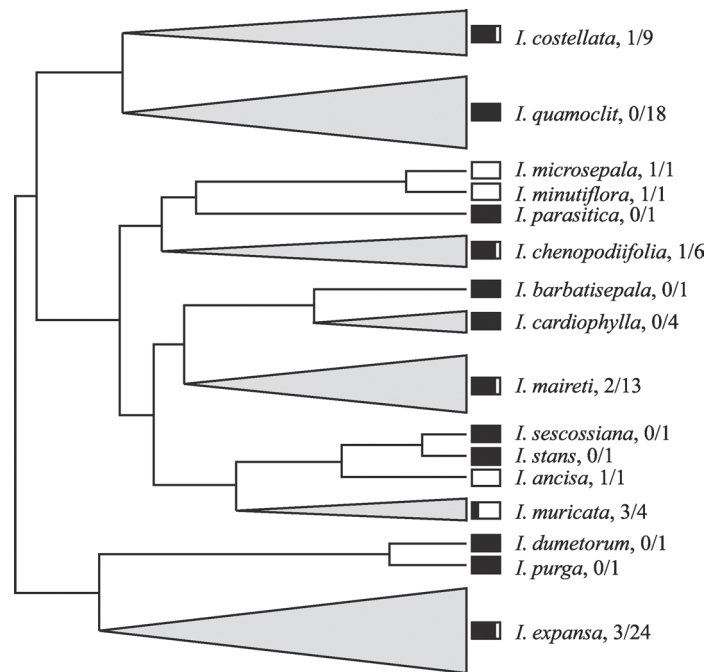 I. costellata, 1/9
I. quamoclit, 0/18
I. microsepala, 1/1
I. minutiflora, 1/1
I. parasitica, 0/1
I. chenopodiifolia, 1/6
I. barbatisepala, 0/1
I. cardiophylla, 0/4
I. maireti, 2/13
I. sescossiana, 0/1
I. stans, 0/1
I. ancisa, 1/1
I. muricata, 3/4
I. dumetorum, 0/1
I. purga, 0/1
I. expansa, 3/24